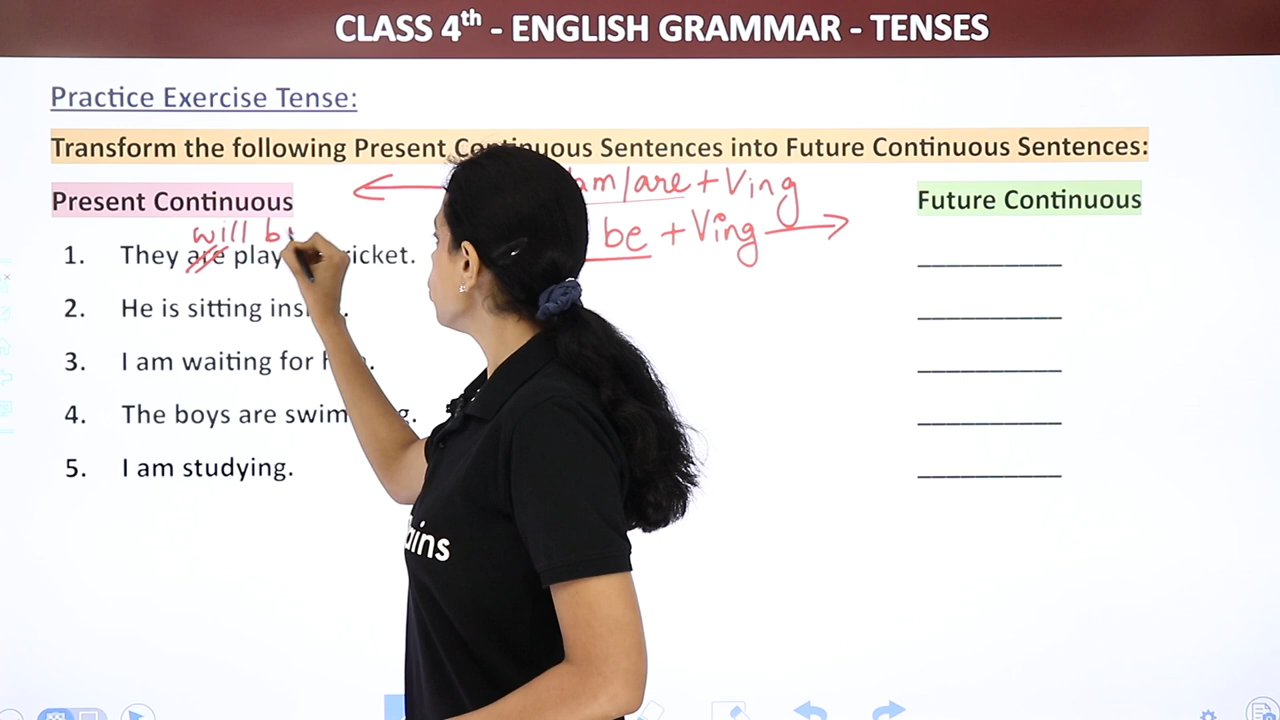 CLASS 4th - ENGLISH GRAMMAR - TENSES
Practice Exercise Tense:
Transform the following Present Continuous Sentences into Future Continuous Sentences:
am/are + Ving
Present Continuous
Future Continuous
will
be + Ving
1. They are cricket.
2. He is sitting
3. I am waiting for
4. The boys are
5. I am studying.